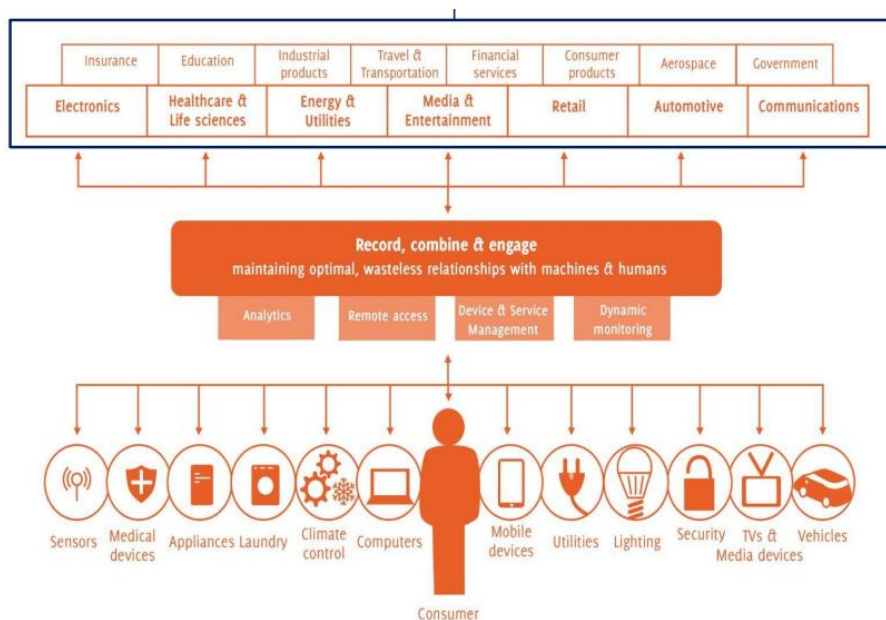 Insurance
Education
Industrial
products
Travel &
Transportation
Financial
services
Consumer
products
Aerospace
Government
Electronics
Healthcare &
Life sciences
Energy &
Utilities
Media &
Entertainment
Retail
Automotive
Communications
Record, combine & engage
maintaining optimal, wasteless relationships with machines & humans
Analytics
Remote access
Device & Service
Management
Dynamic
monitoring
Sensors
Medical
devices
Appliances
Laundry
Climate
control
Computers
Mobile
devices
Utilities
Lighting
Security
TVs &
Media devices
Vehicles
Consumer